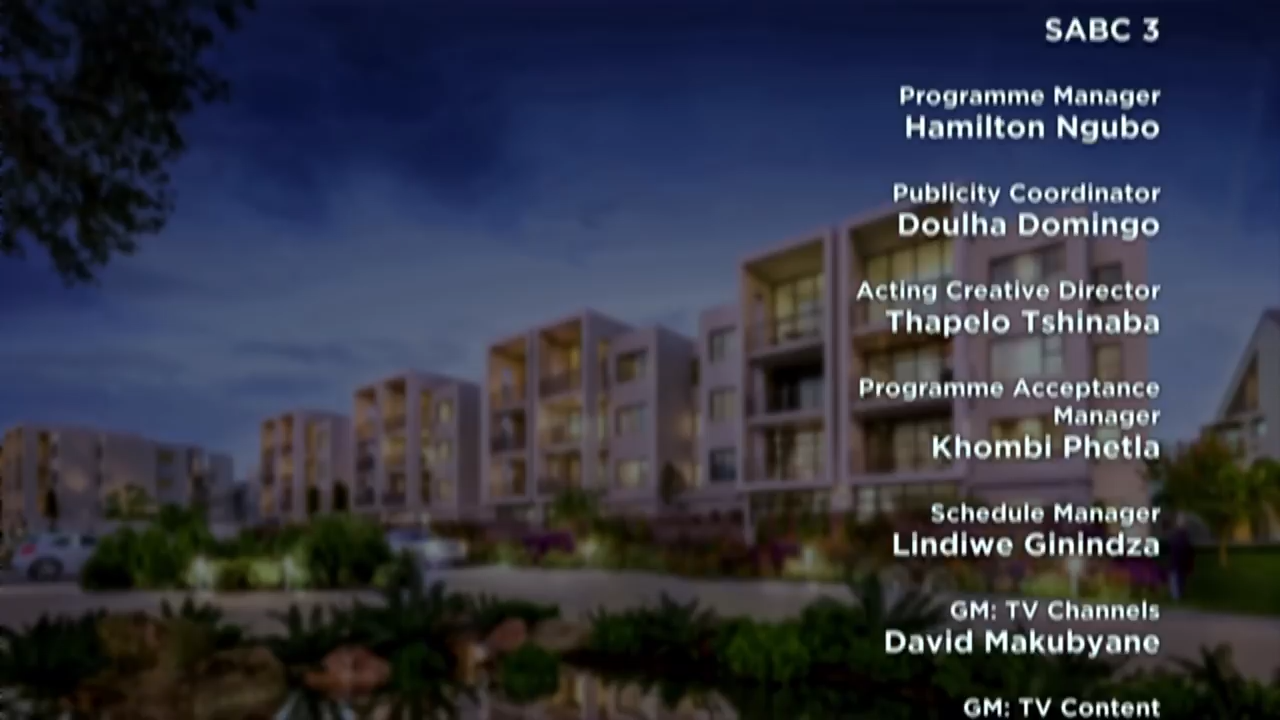 SABC 3
Programme Manager
Hamilton Ngubo
Publicity Coordinator
Doulha Domingo
Acting Creative Director
Thapelo Tshinaba
Programme Acceptance
Manager
Khombi Phetla
Schedule Manager
Lindiwe Ginindza
GM: TV Channels
David Makubyane
GM: TV Content